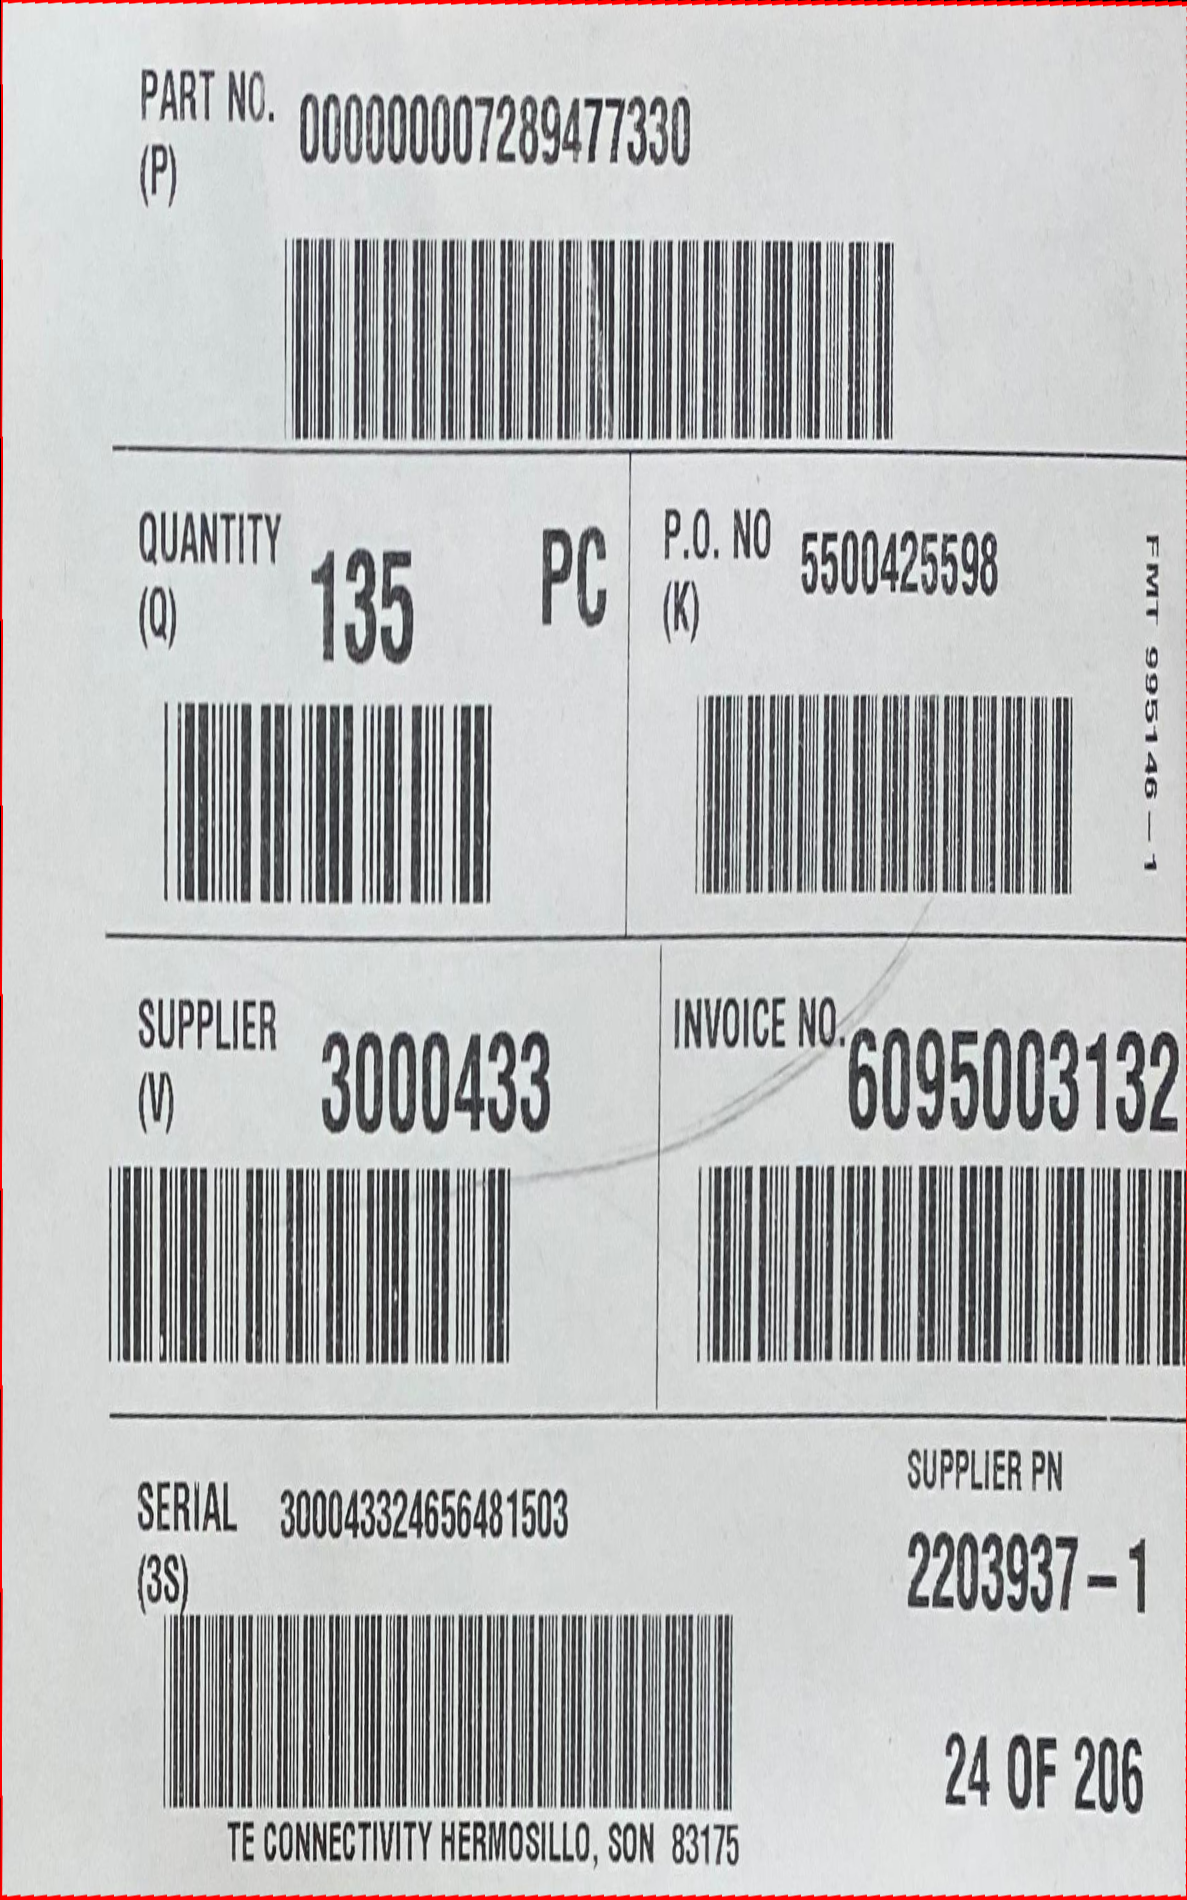 PART NO. 000000007289477330
(P)
QUANTITY 135 PC
(Q)
P.O. NO 5500425598
(K)
FMT 995146-1
SUPPLIER 3000433
(V)
INVOICE NO. 6095003132
SERIAL 300043324656481503
(3S)
SUPPLIER PN
2203937-1
24 OF 206
TE CONNECTIVITY HERMOSILLO, SON 83175